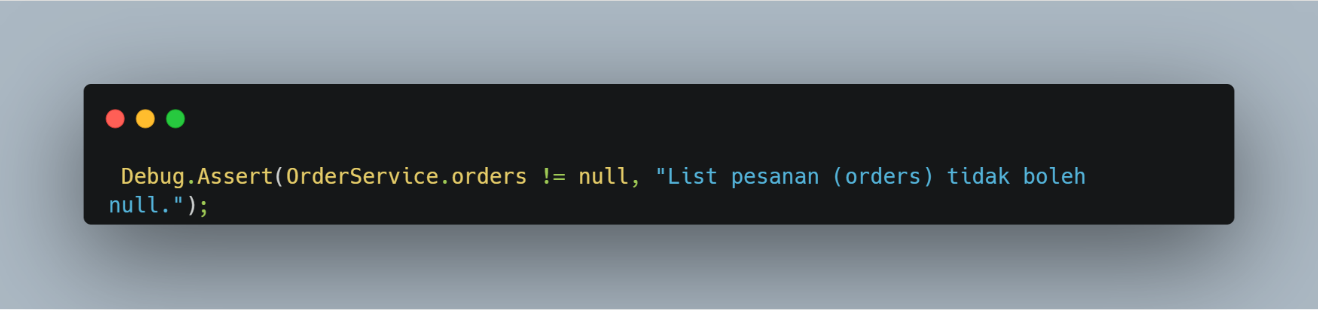 Debug.Assert(OrderService.orders != null, "List pesanan (orders) tidak boleh
null.");